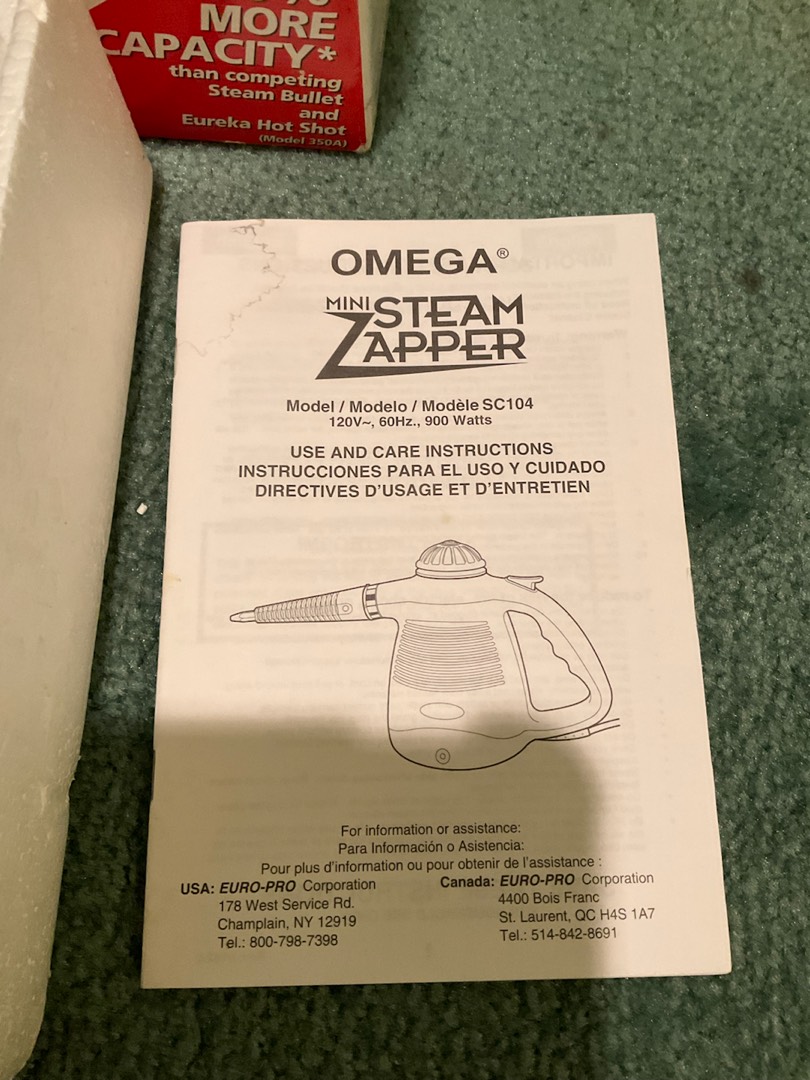 MORE
CAPACITY*
than competing
Steam Bullet
and
Eureka Hot Shot
(Model 350A)
OMEGA®
MINI STEAM
ZAPPER
Model / Modelo / Modèle SC104
120V~, 60Hz., 900 Watts
USE AND CARE INSTRUCTIONS
INSTRUCCIONES PARA EL USO Y CUIDADO
DIRECTIVES D'USAGE ET D'ENTRETIEN
For information or assistance:
Para Información o Asistencia:
Pour plus d'information ou pour obtenir de l'assistance :
USA: EURO-PRO Corporation
178 West Service Rd.
Champlain, NY 12919
Tel.: 800-798-7398
Canada: EURO-PRO Corporation
4400 Bois Franc
St. Laurent, QC H4S 1A7
Tel.: 514-842-8691